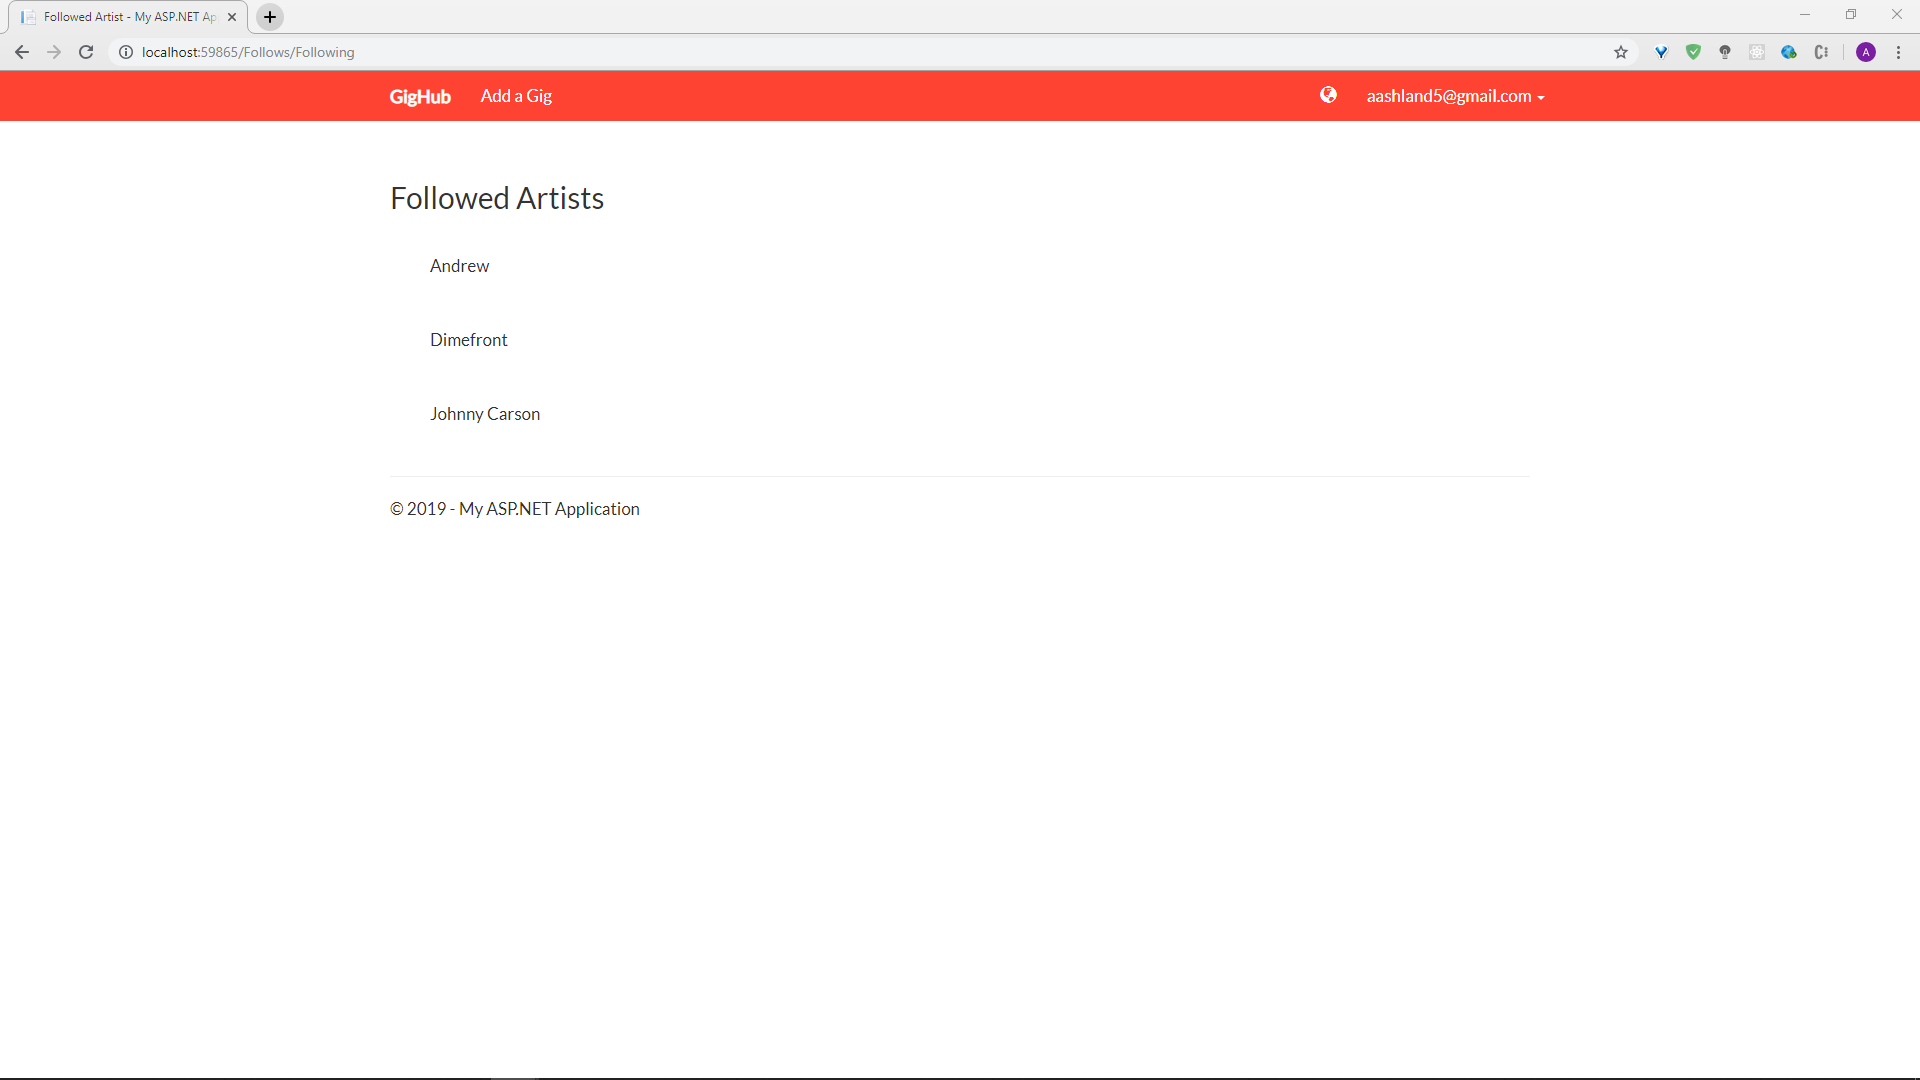 Followed Artist - My ASP.NET Ap
localhost:59865/Follows/Following
A
GigHub Add a Gig aashland5@gmail.com
Followed Artists
Andrew
Dimefront
Johnny Carson
© 2019 - My ASP.NET Application